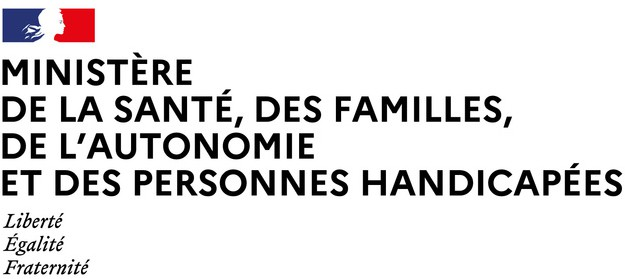 MINISTÈRE
DE LA SANTÉ, DES FAMILLES,
DE L’AUTONOMIE
ET DES PERSONNES HANDICAPÉES
Liberté
Égalité
Fraternité